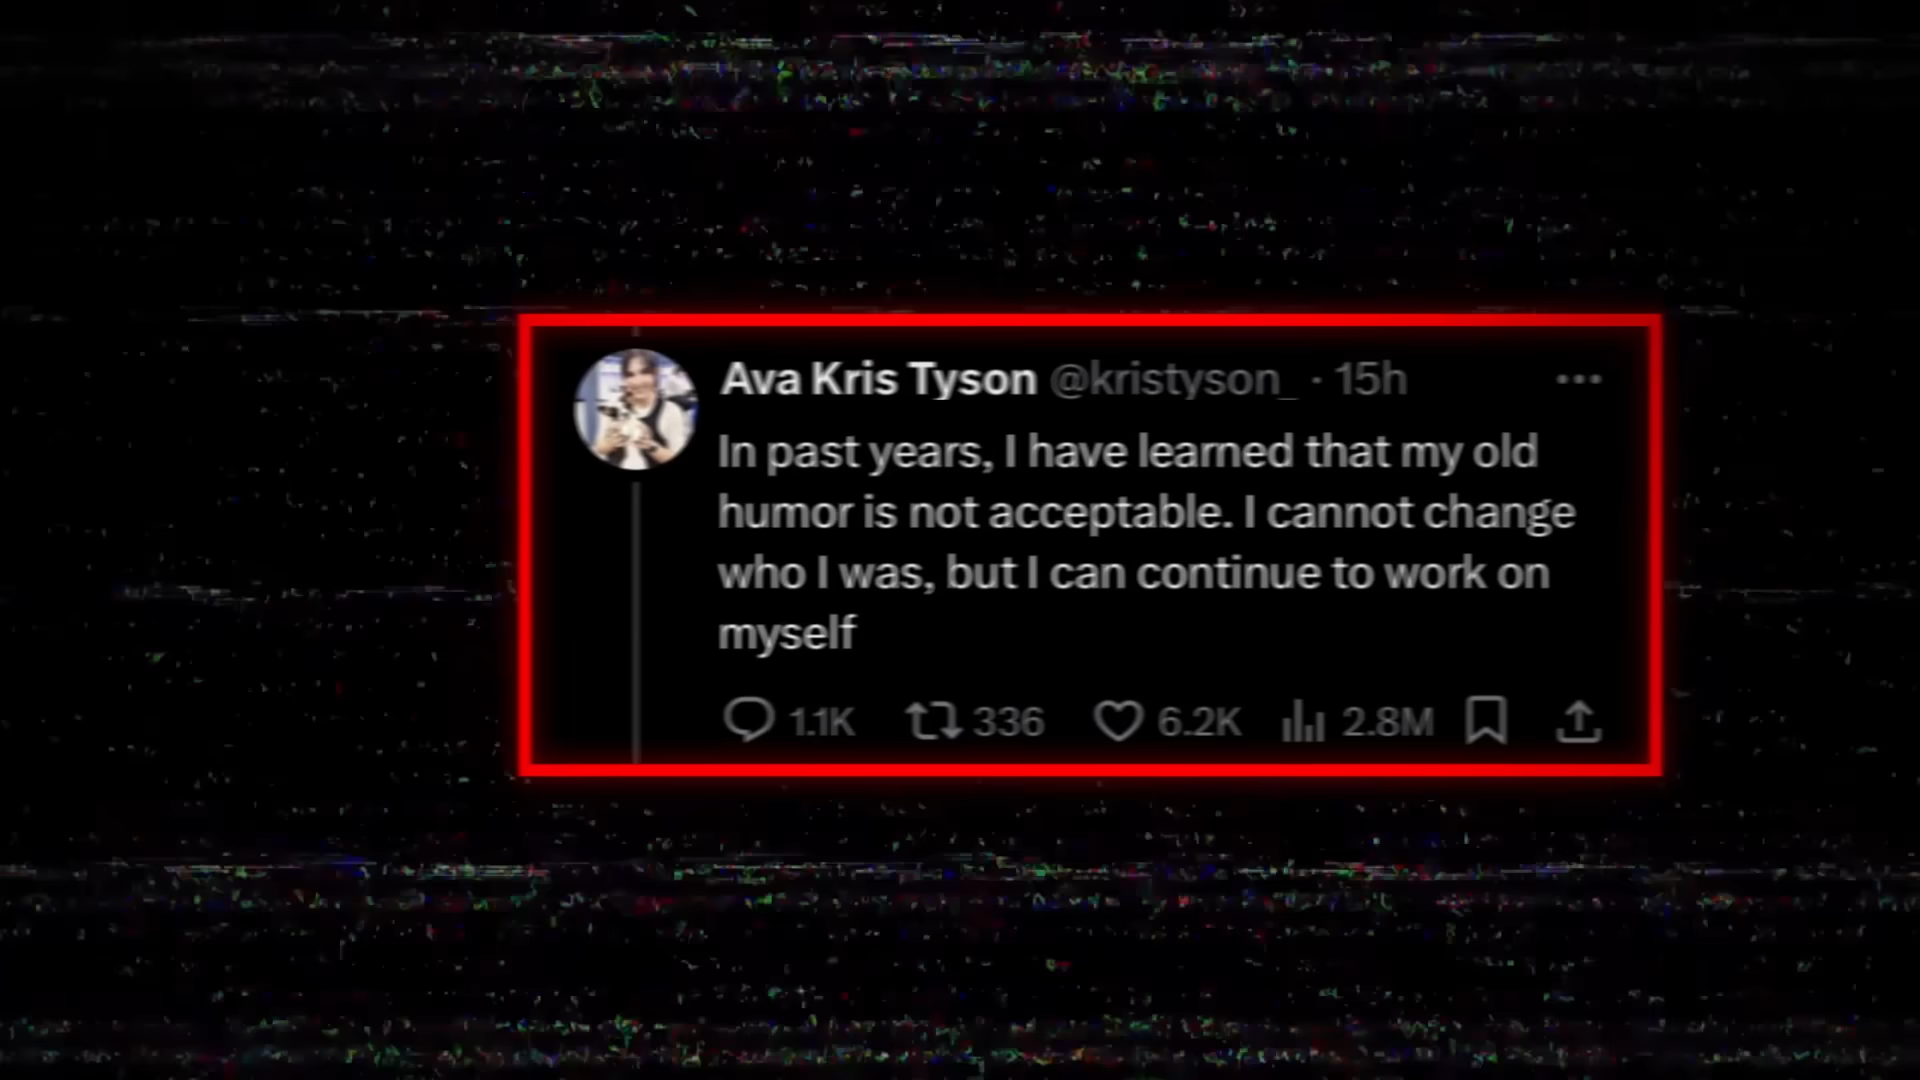 Ava Kris Tyson @kristyson_ · 15h
In past years, I have learned that my old
humor is not acceptable. I cannot change
who I was, but I can continue to work on
myself
1.1K 336 6.2K 2.8M